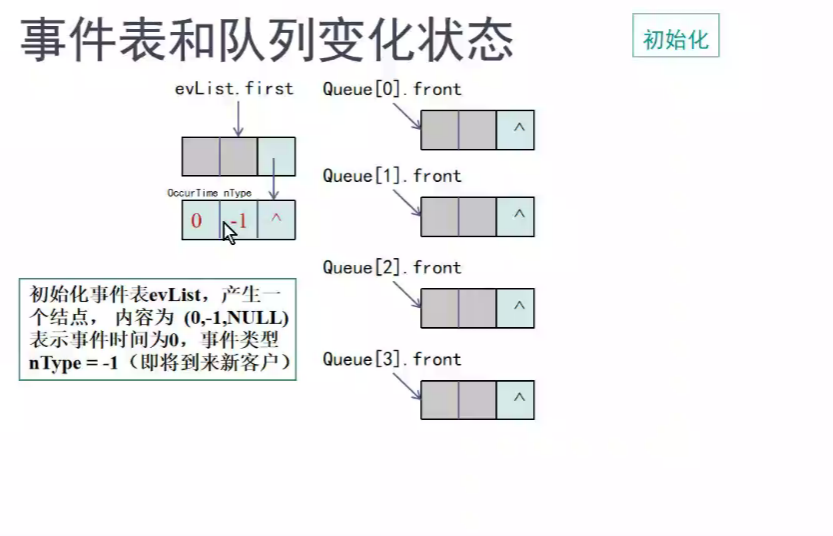 事件表和队列变化状态
初始化
evList.first
OccurTime nType
0 -1 ^
初始化事件表evList，产生一
个结点， 内容为 (0,-1,NULL)
表示事件时间为0，事件类型
nType = -1（即将到来新客户）
Queue[0].front
^
Queue[1].front
^
Queue[2].front
^
Queue[3].front
^